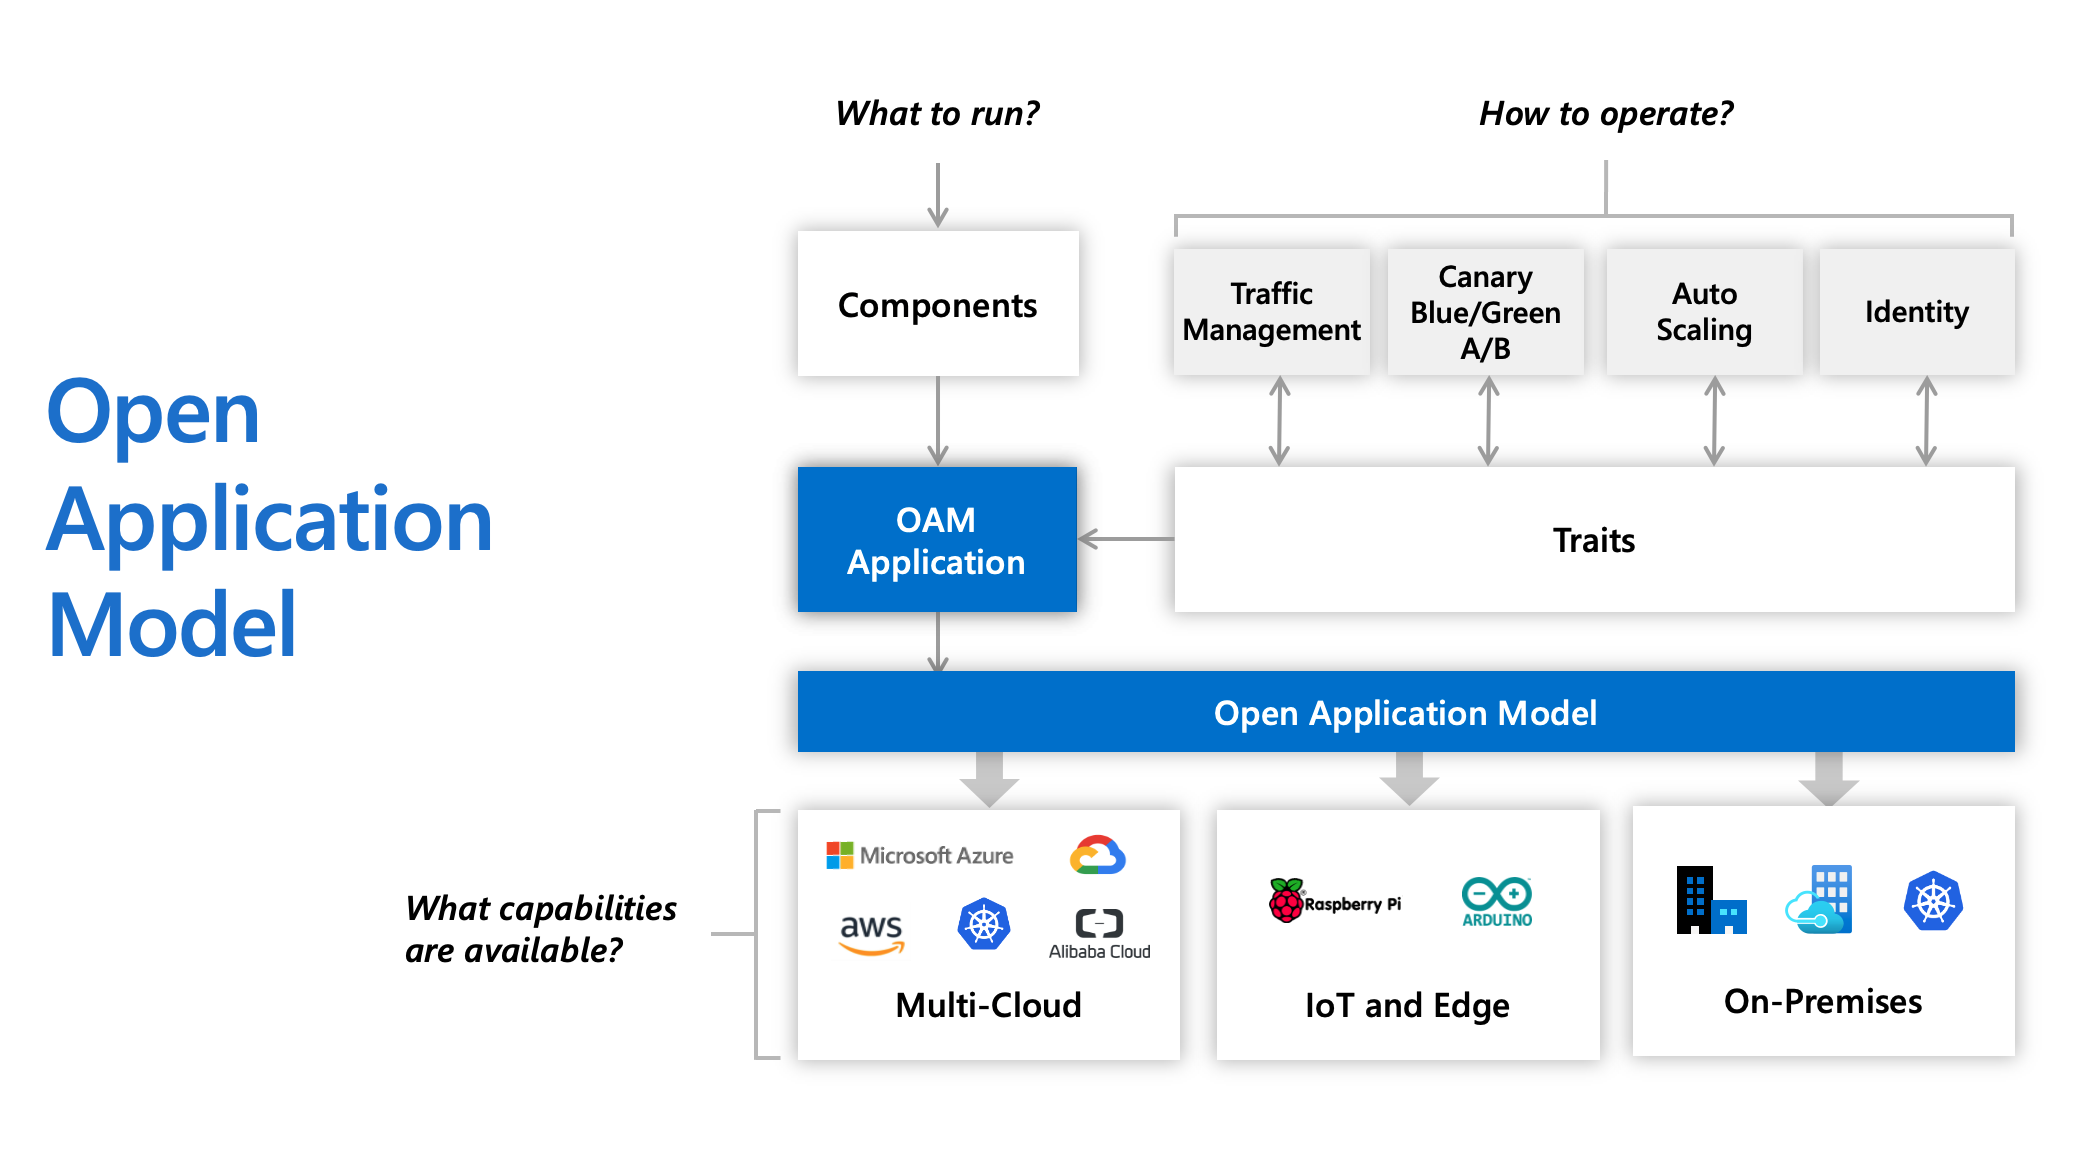 Open
Application
Model
What to run?
How to operate?
Components
Traffic
Management
Canary
Blue/Green
A/B
Auto
Scaling
Identity
OAM
Application
Traits
Open Application Model
What capabilities
are available?
Microsoft Azure
aws
Alibaba Cloud
Multi-Cloud
Raspberry Pi
ARDUINO
IoT and Edge
On-Premises